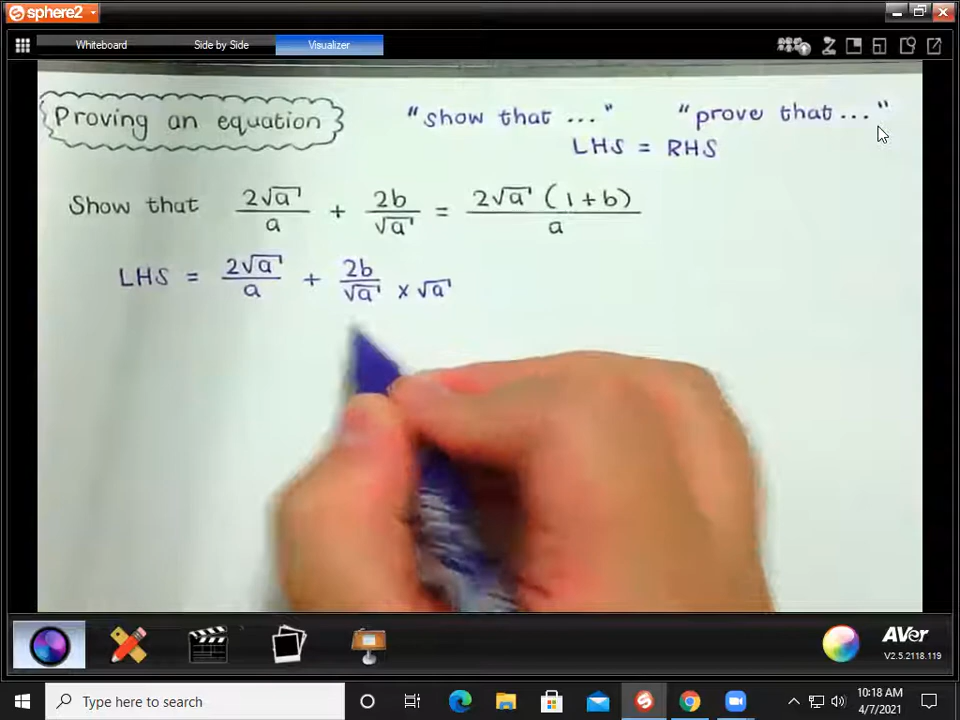 sphere2
Whiteboard Side by Side Visualizer
Proving an equation "show that ..." "prove that ..."
LHS = RHS
Show that 2√a/a + 2b/√a = 2√a (1+b)/a
LHS = 2√a/a + 2b/√a × √a
AVer
V2.5.2118.119
Type here to search
10:18 AM
4/7/2021